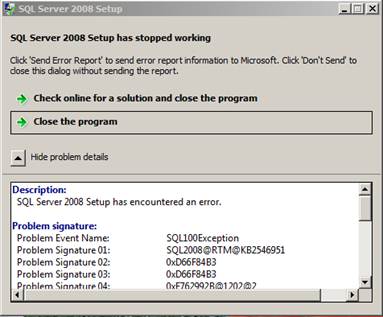 SQL Server 2008 Setup
SQL Server 2008 Setup has stopped working
Click 'Send Error Report' to send error report information to Microsoft. Click 'Don't Send' to
close this dialog without sending the report.
Check online for a solution and close the program
Close the program
Hide problem details
Description:
SQL Server 2008 Setup has encountered an error.
Problem signature:
Problem Event Name: SQL100Exception
Problem Signature 01: SQL2008@RTM@KB2546951
Problem Signature 02: 0xD66F84B3
Problem Signature 03: 0xD66F84B3
Problem Signature 04: 0xF762992B@1202@2